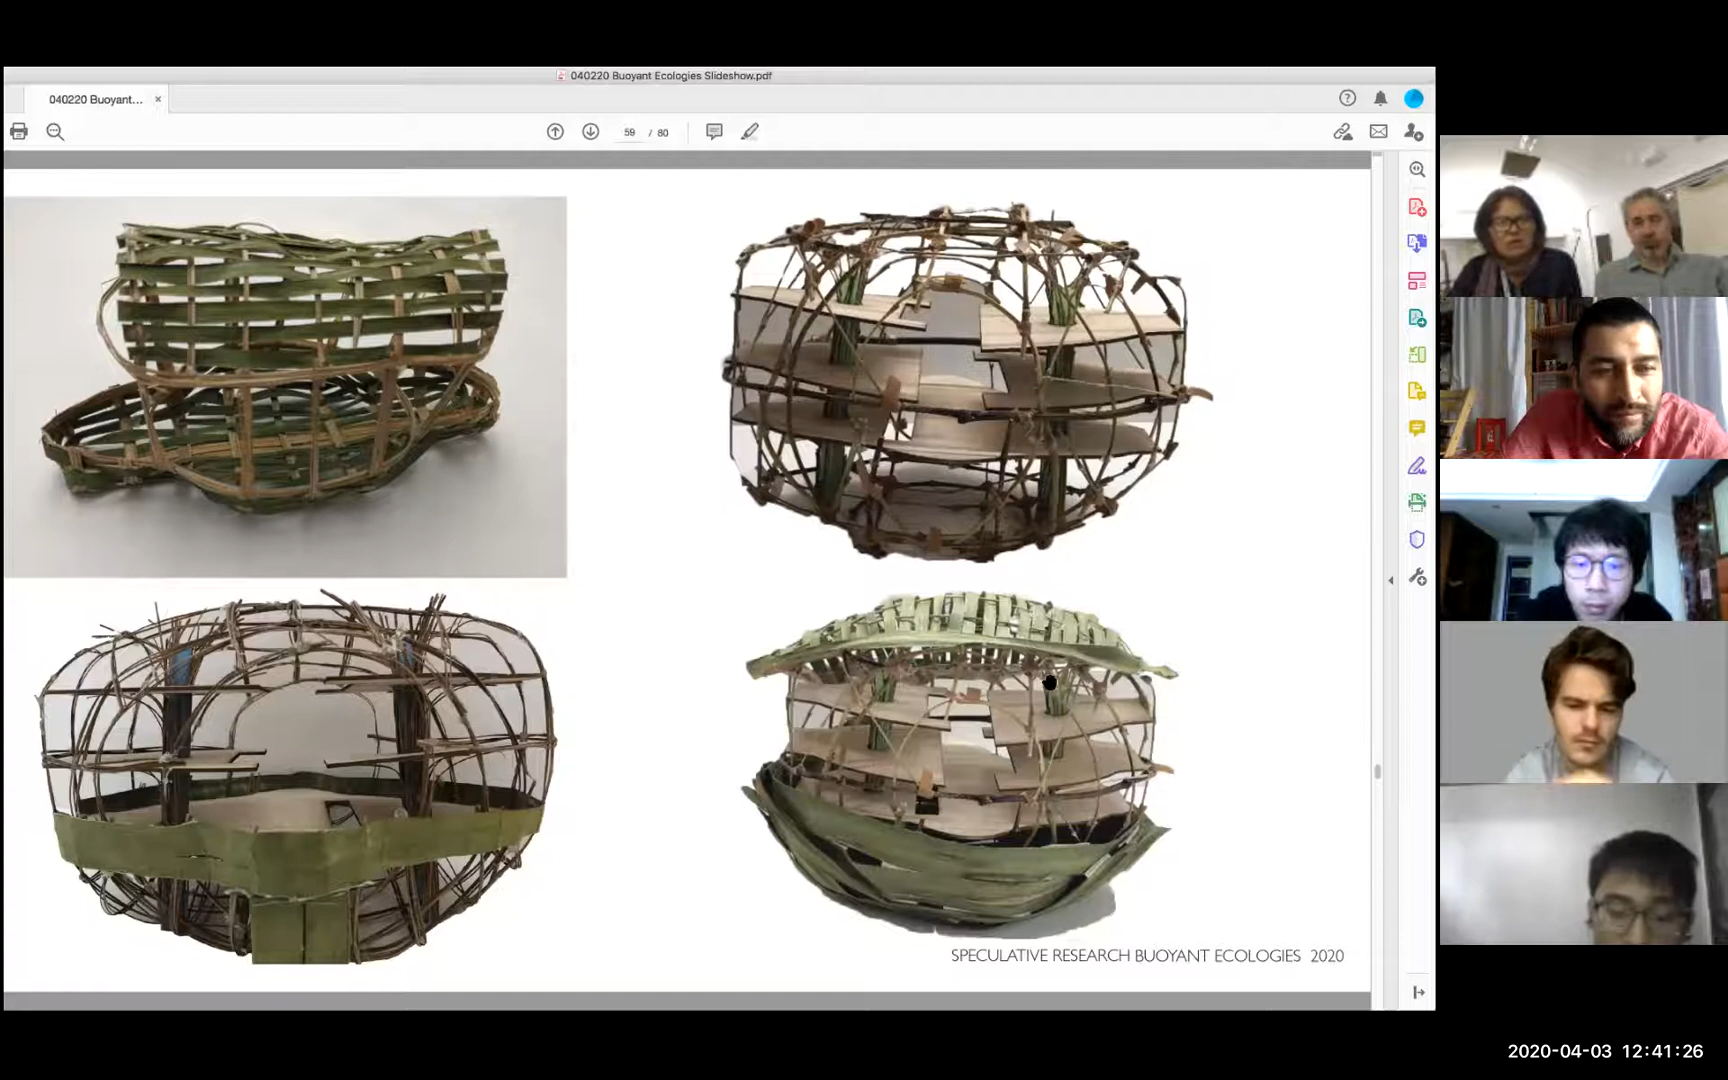 040220 Buoyant Ecologies Slideshow.pdf
040220 Buoyant...
59 / 80
SPECULATIVE RESEARCH BUOYANT ECOLOGIES 2020
2020-04-03 12:41:26